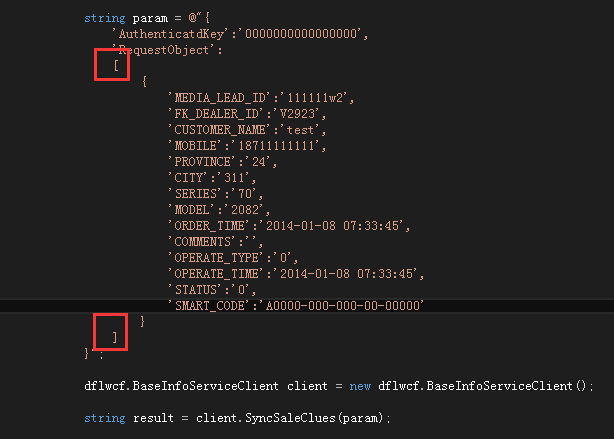 string param = @"{
'AuthenticatdKey':'0000000000000000',
'RequestObject':
[
{
'MEDIA_LEAD_ID':'111111w2',
'FK_DEALER_ID':'V2923',
'CUSTOMER_NAME':'test',
'MOBILE':'18711111111',
'PROVINCE':'24',
'CITY':'311',
'SERIES':'70',
'MODEL':'2082',
'ORDER_TIME':'2014-01-08 07:33:45',
'COMMENTS':'',
'OPERATE_TYPE':'0',
'OPERATE_TIME':'2014-01-08 07:33:45',
'STATUS':'0',
'SMART_CODE':'A0000-000-000-00-00000'
}
]
}";
dflwcf.BaseInfoServiceClient client = new dflwcf.BaseInfoServiceClient();
string result = client.SyncSaleClues(param);